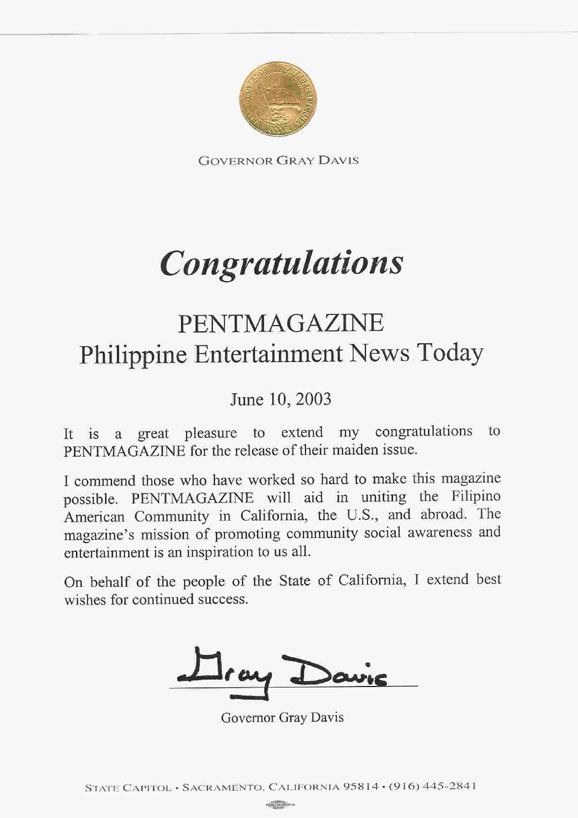 GOVERNOR GRAY DAVIS
Congratulations
PENTMAGAZINE
Philippine Entertainment News Today
June 10, 2003
It is a great pleasure to extend my congratulations to
PENTMAGAZINE for the release of their maiden issue.
I commend those who have worked so hard to make this magazine
possible. PENTMAGAZINE will aid in uniting the Filipino
American Community in California, the U.S., and abroad. The
magazine's mission of promoting community social awareness and
entertainment is an inspiration to us all.
On behalf of the people of the State of California, I extend best
wishes for continued success.
Gray Davis
Governor Gray Davis
STATE CAPITOL • SACRAMENTO, CALIFORNIA 95814 • (916) 445-2841